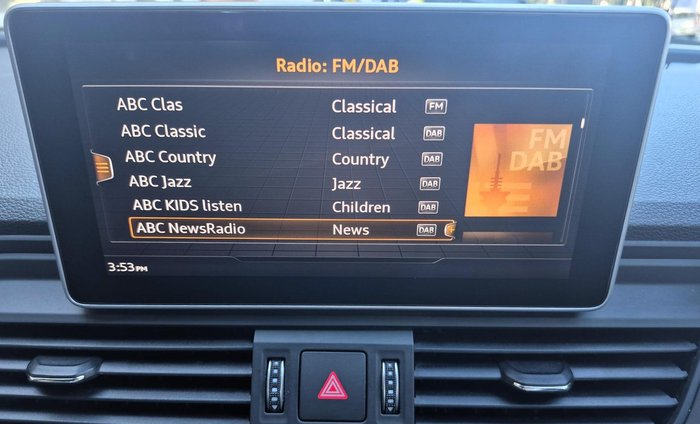 Radio: FM/DAB
ABC Clas Classical FM
ABC Classic Classical DAB
ABC Country Country DAB
ABC Jazz Jazz DAB
ABC KIDS listen Children DAB
ABC NewsRadio News DAB
FM
DAB
3:53PM